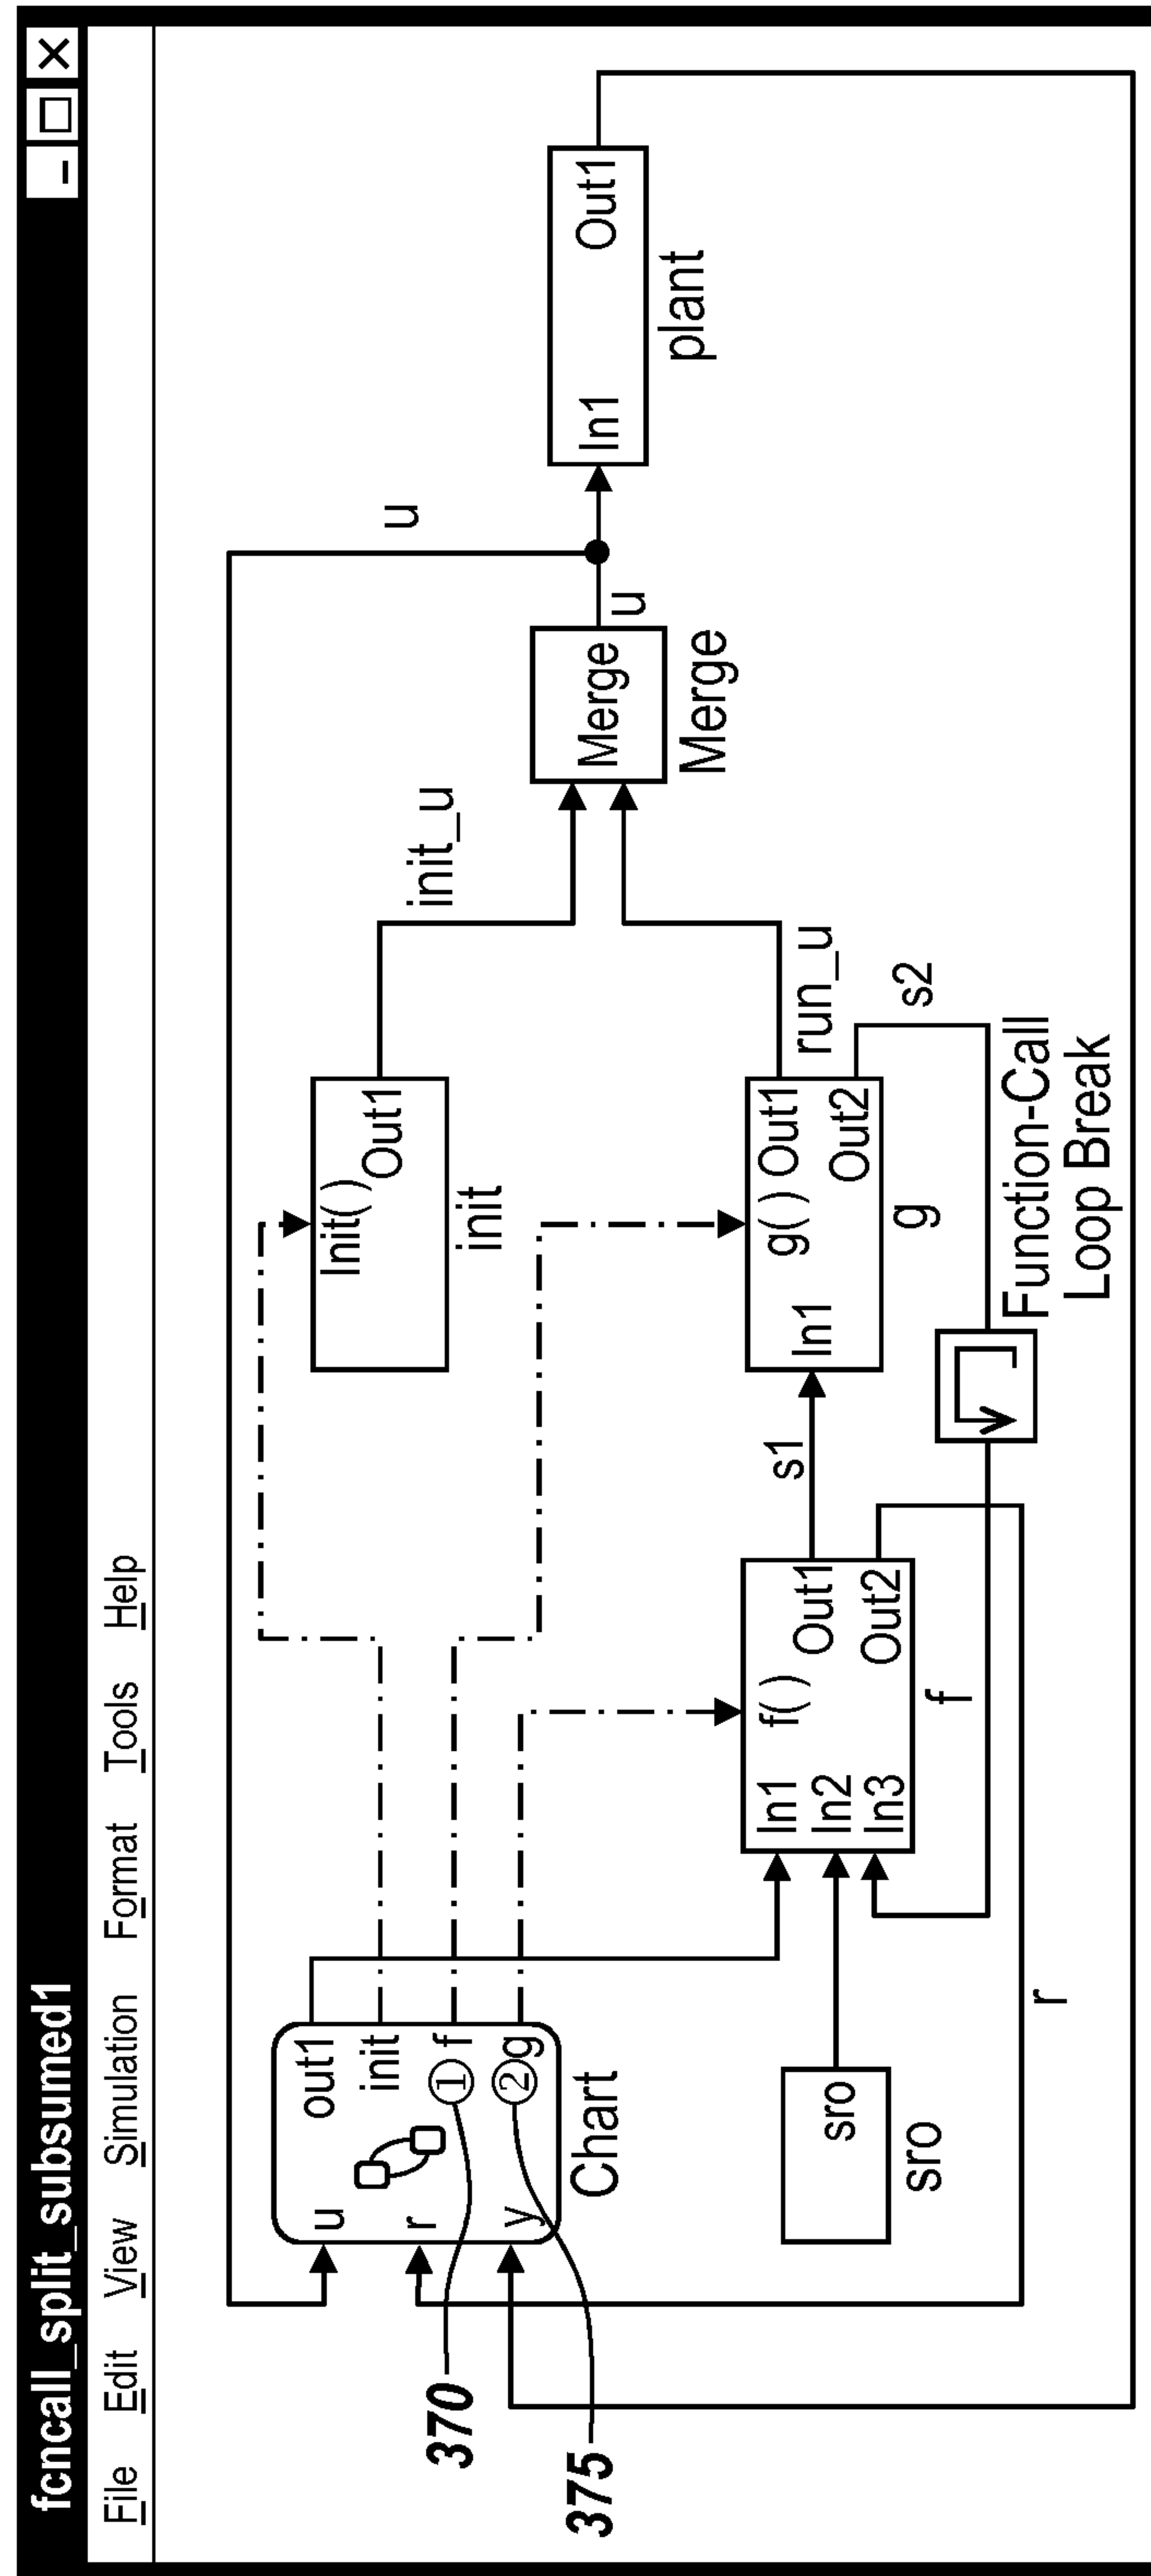 fcncall_split_subsumed1
File Edit View Simulation Format Tools Help
u
init_u
u
Chart
u
r
y
out1
init
1 f
2 g
370
375
Init()
Out1
init
Merge
Merge
In1
Out1
plant
sro
sro
In1
In2
In3
f()
Out1
Out2
f
s1
In1
g()
Out1
Out2
g
run_u
s2
Function-Call
Loop Break
r